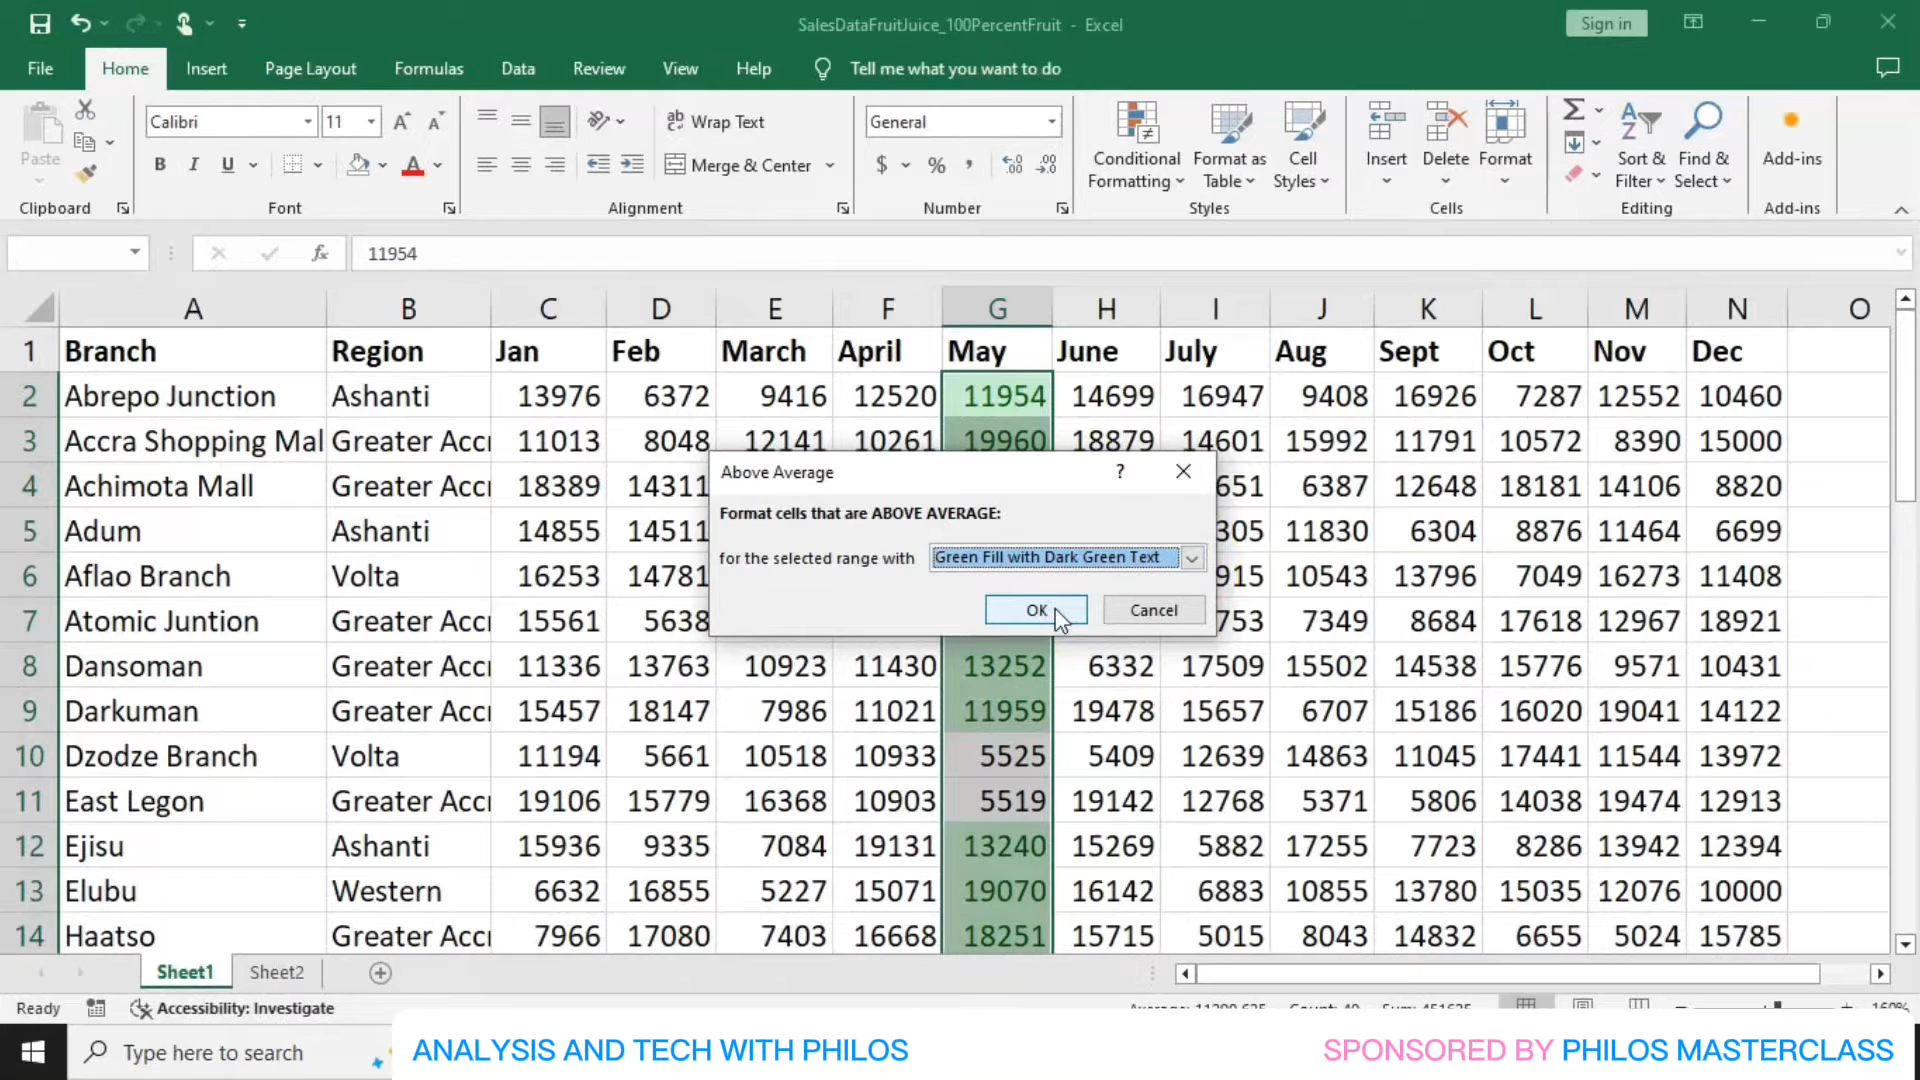 SalesDataFruitJuice_100PercentFruit - Excel
Sign in
File Home Insert Page Layout Formulas Data Review View Help Tell me what you want to do
Paste
Calibri 11
B I U
Wrap Text
Merge & Center
General
$ % ,
Conditional Formatting
Format as Table
Cell Styles
Insert
Delete
Format
Sort & Filter
Find & Select
Add-ins
Clipboard Font Alignment Number Styles Cells Editing Add-ins
fx 11954
A B C D E F G H I J K L M N O
1 Branch Region Jan Feb March April May June July Aug Sept Oct Nov Dec
2 Abrepo Junction Ashanti 13976 6372 9416 12520 11954 14699 16947 9408 16926 7287 12552 10460
3 Accra Shopping Mal Greater Accr 11013 8048 12141 10261 19960 18879 14601 15992 11791 10572 8390 15000
4 Achimota Mall Greater Accr 18389 14311 651 6387 12648 18181 14106 8820
5 Adum Ashanti 14855 14511 305 11830 6304 8876 11464 6699
6 Aflao Branch Volta 16253 14781 915 10543 13796 7049 16273 11408
7 Atomic Juntion Greater Accr 15561 5638 753 7349 8684 17618 12967 18921
8 Dansoman Greater Accr 11336 13763 10923 11430 13252 6332 17509 15502 14538 15776 9571 10431
9 Darkuman Greater Accr 15457 18147 7986 11021 11959 19478 15657 6707 15186 16020 19041 14122
10 Dzodze Branch Volta 11194 5661 10518 10933 5525 5409 12639 14863 11045 17441 11544 13972
11 East Legon Greater Accr 19106 15779 16368 10903 5519 19142 12768 5371 5806 14038 19474 12913
12 Ejisu Ashanti 15936 9335 7084 19131 13240 15269 5882 17255 7723 8286 13942 12394
13 Elubu Western 6632 16855 5227 15071 19070 16142 6883 10855 13780 15035 12076 10000
14 Haatso Greater Accr 7966 17080 7403 16668 18251 15715 5015 8043 14832 6655 5024 15785
Above Average ?
Format cells that are ABOVE AVERAGE:
for the selected range with Green Fill with Dark Green Text
OK Cancel
Sheet1 Sheet2
Ready Accessibility: Investigate
Type here to search
ANALYSIS AND TECH WITH PHILOS
SPONSORED BY PHILOS MASTERCLASS